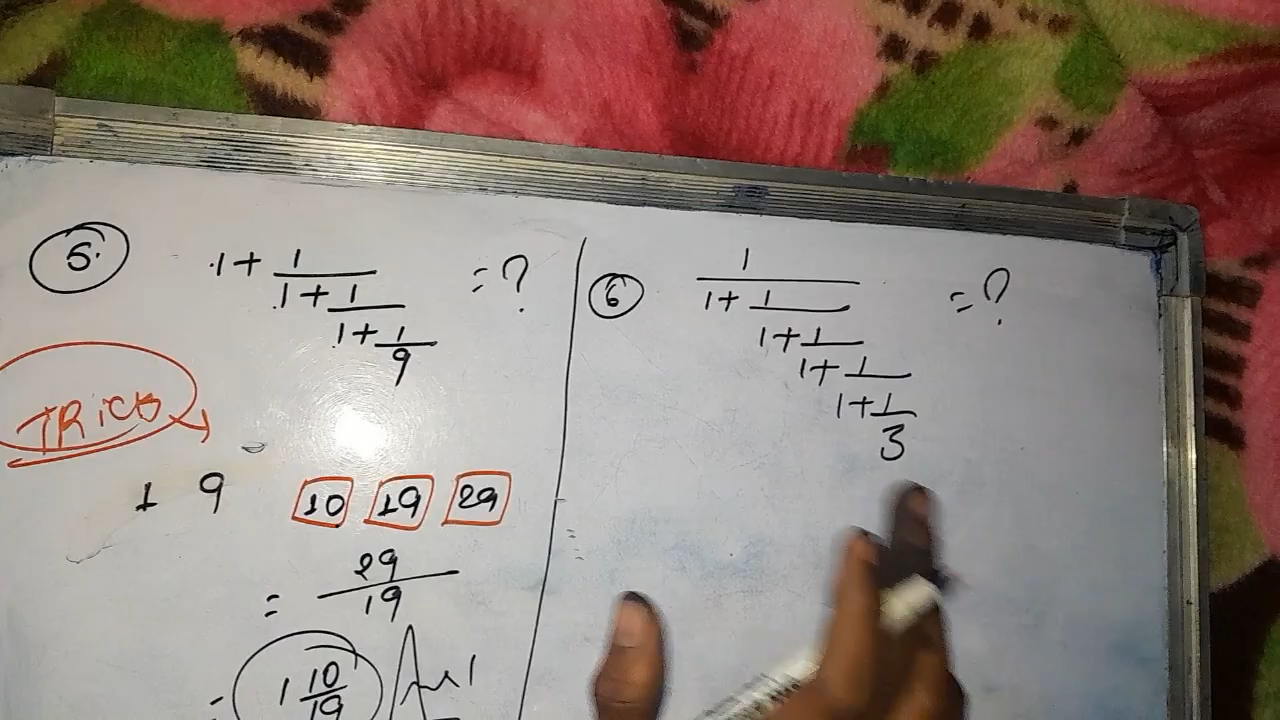 5.
1 + 1
1 + 1
1 + 1
9
= ?
TRICK
1 9 10 19 29
= 29
19
= 1 10
19
Ans
6
1
1 + 1
1 + 1
1 + 1
1 + 1
3
= ?